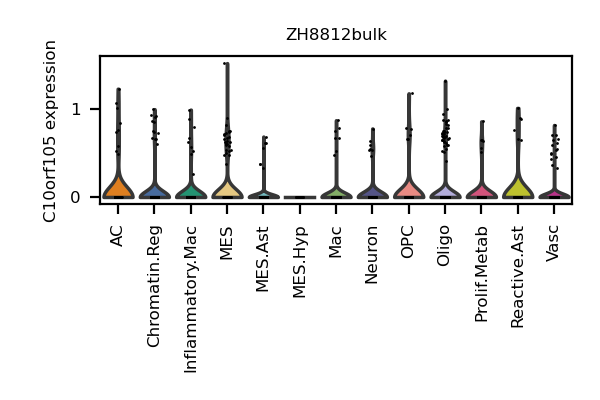 ZH8812bulk
C10orf105 expression
1
0
AC
Chromatin.Reg
Inflammatory.Mac
MES
MES.Ast
MES.Hyp
Mac
Neuron
OPC
Oligo
Prolif.Metab
Reactive.Ast
Vasc